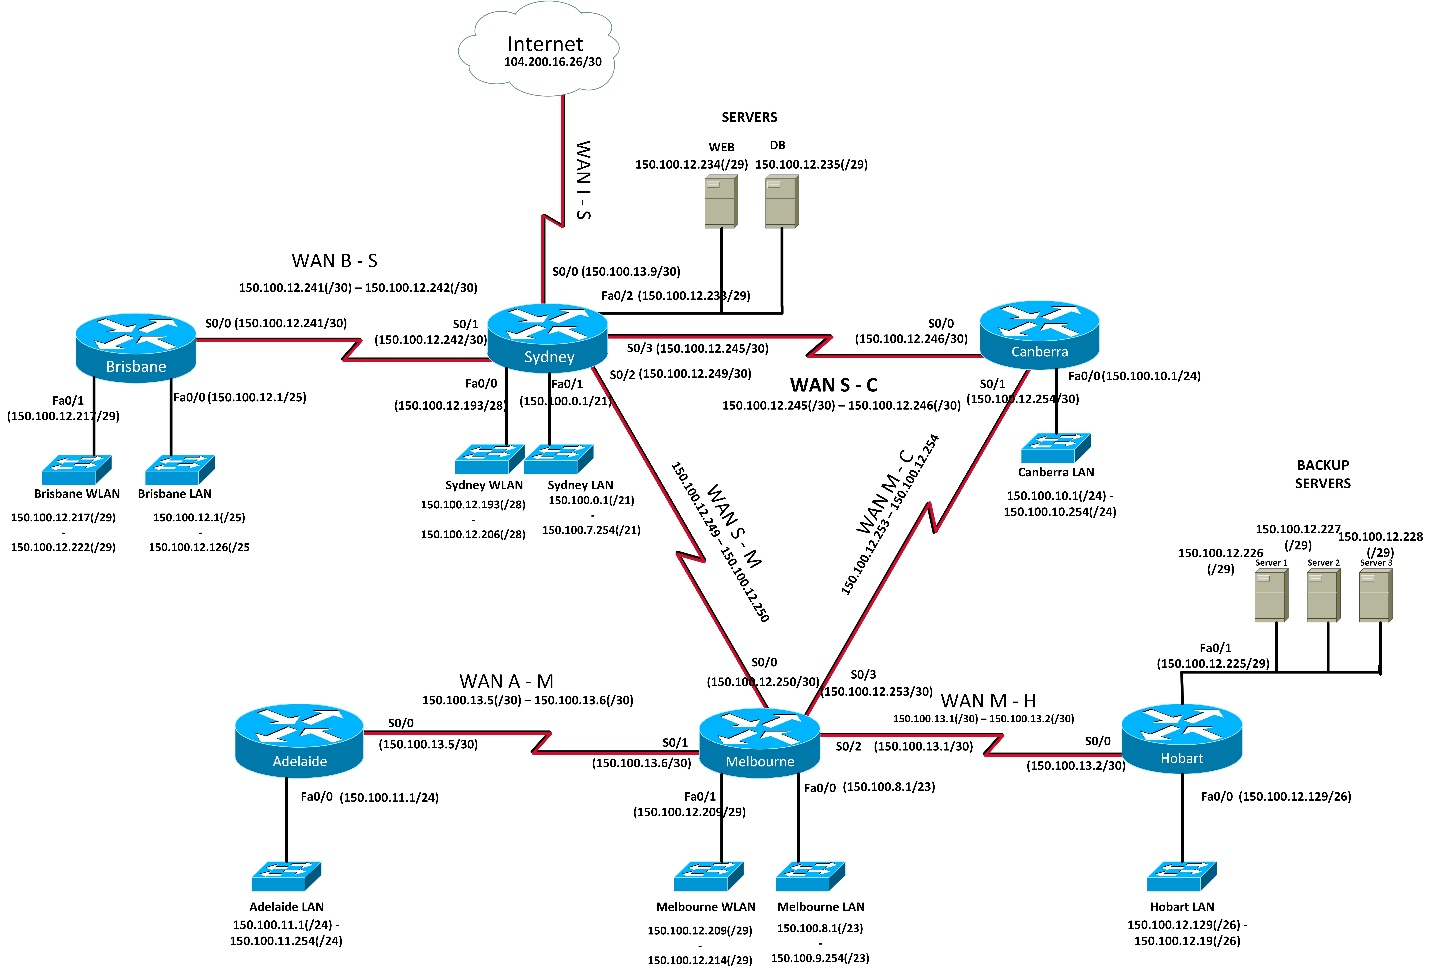 Internet
104.200.16.26/30
WAN I - S
SERVERS
WEB
DB
150.100.12.234(/29)
150.100.12.235(/29)
WAN B - S
150.100.12.241(/30) – 150.100.12.242(/30)
S0/0 (150.100.13.9/30)
Fa0/2 (150.100.12.233/29)
S0/0 (150.100.12.241/30)
S0/1
(150.100.12.242/30)
Brisbane
Sydney
S0/3 (150.100.12.245/30)
S0/2 (150.100.12.249/30)
S0/0
(150.100.12.246/30)
Canberra
WAN S - C
150.100.12.245(/30) – 150.100.12.246(/30)
S0/1
(150.100.12.254/30)
Fa0/0 (150.100.10.1/24)
Fa0/1
(150.100.12.217/29)
Fa0/0 (150.100.12.1/25)
Fa0/0
(150.100.12.193/28)
Fa0/1
(150.100.0.1/21)
Brisbane WLAN
150.100.12.217(/29)
-
150.100.12.222(/29)
Brisbane LAN
150.100.12.1(/25)
-
150.100.12.126(/25
Sydney WLAN
150.100.12.193(/28)
-
150.100.12.206(/28)
Sydney LAN
150.100.0.1(/21)
-
150.100.7.254(/21)
Canberra LAN
150.100.10.1(/24) -
150.100.10.254(/24)
WAN S - M
150.100.12.249 – 150.100.12.250
WAN M - C
150.100.12.253 – 150.100.12.254
BACKUP
SERVERS
150.100.12.226
(/29)
150.100.12.227
(/29)
150.100.12.228
(/29)
Server 1
Server 2
Server 3
Fa0/1
(150.100.12.225/29)
WAN A - M
150.100.13.5(/30) – 150.100.13.6(/30)
S0/0
(150.100.12.250/30)
S0/3
(150.100.12.253/30)
WAN M - H
150.100.13.1(/30) – 150.100.13.2(/30)
S0/0
(150.100.13.5/30)
S0/1
(150.100.13.6/30)
S0/2
(150.100.13.1/30)
S0/0
(150.100.13.2/30)
Adelaide
Melbourne
Hobart
Fa0/0 (150.100.11.1/24)
Fa0/1
(150.100.12.209/29)
Fa0/0 (150.100.8.1/23)
Fa0/0 (150.100.12.129/26)
Adelaide LAN
150.100.11.1(/24) -
150.100.11.254(/24)
Melbourne WLAN
150.100.12.209(/29)
-
150.100.12.214(/29)
Melbourne LAN
150.100.8.1(/23)
-
150.100.9.254(/23)
Hobart LAN
150.100.12.129(/26) -
150.100.12.19(/26)